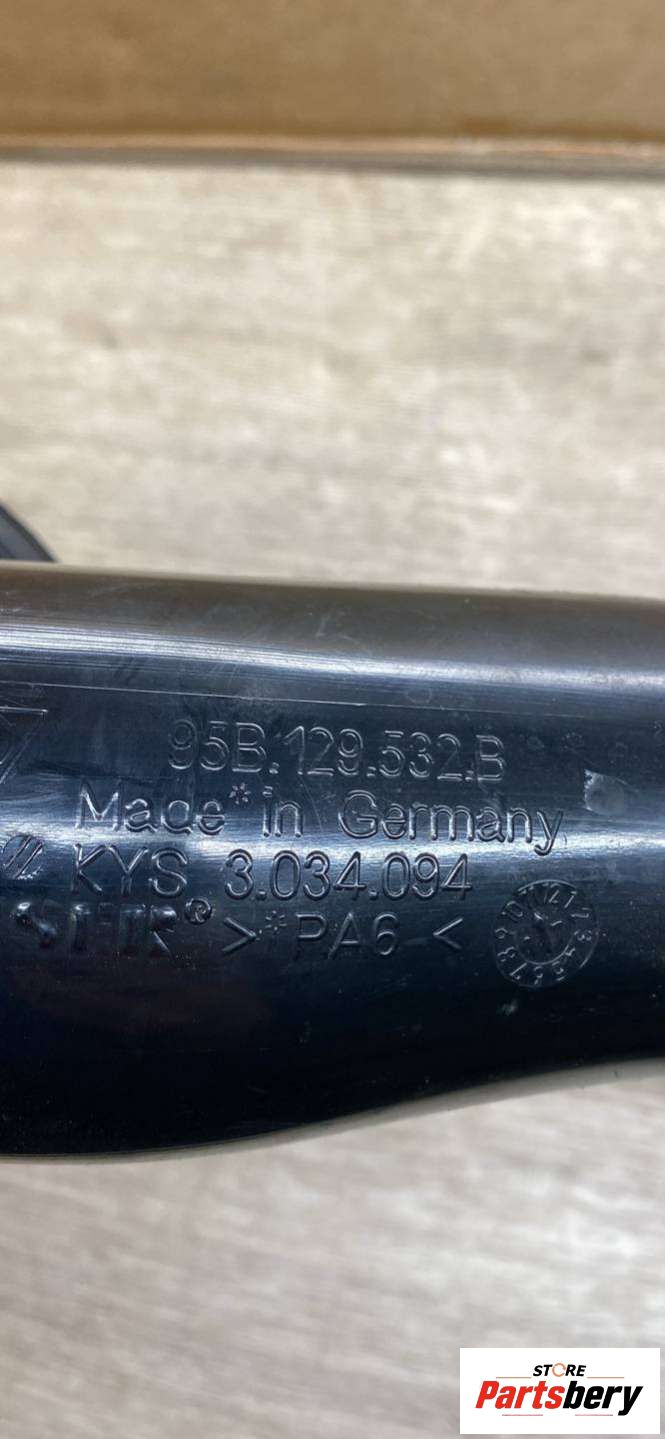 95B.129.532.B
Made* in Germany
KYS 3.034.094
® >*PA6<
STORE
Partsbery